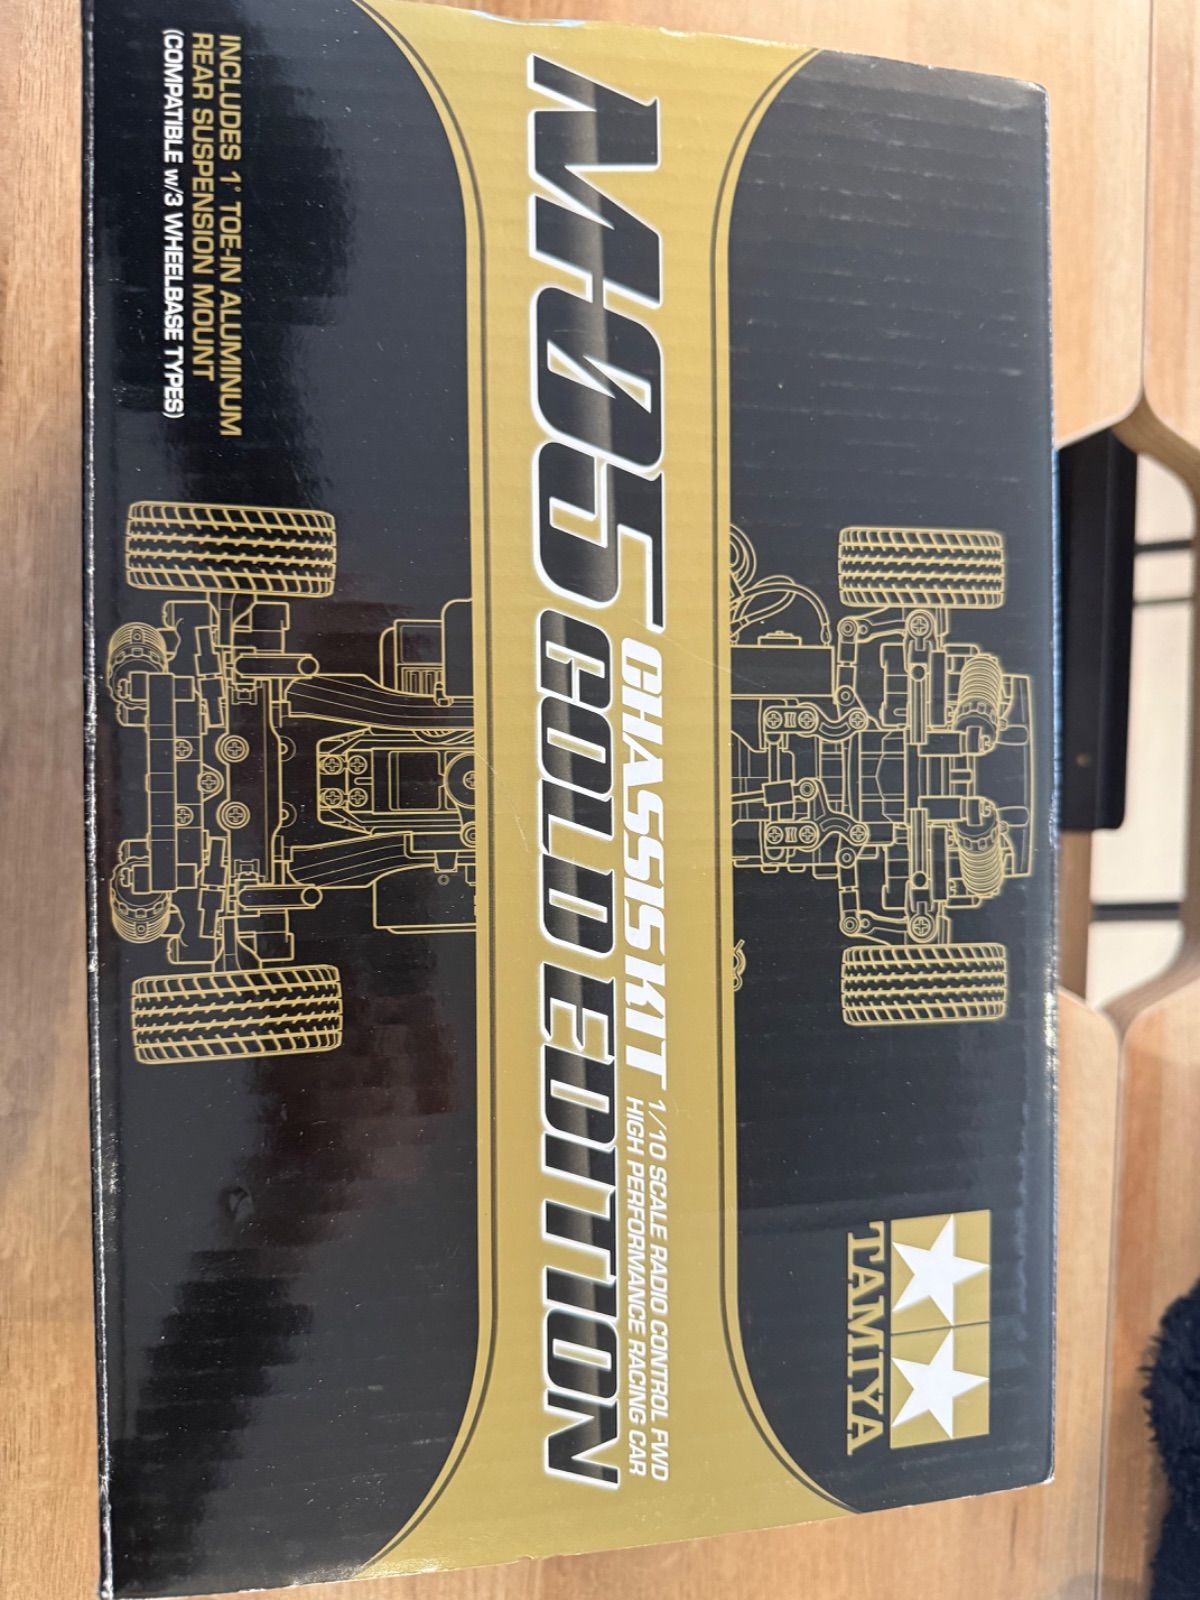 TAMIYA
CHASSIS KIT
1/10 SCALE RADIO CONTROL FWD
HIGH PERFORMANCE RACING CAR
M-05 GOLD EDITION
INCLUDES 1° TOE-IN ALUMINUM
REAR SUSPENSION MOUNT
(COMPATIBLE w/3 WHEELBASE TYPES)